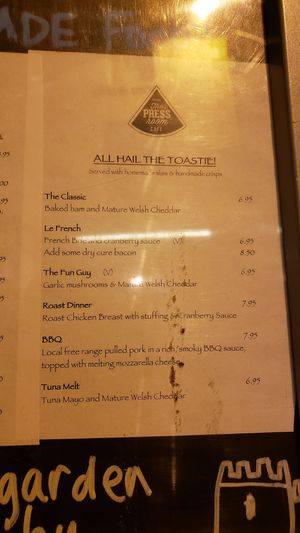 ADE Fo
The
PRESS
room
CAFE
ALL HAIL THE TOASTIE!
Served with homemade slaw & handmade crisps
The Classic 6.95
Baked ham and Mature Welsh Cheddar
Le French
French Brie and cranberry sauce (V) 6.95
Add some dry cure bacon 8.50
The Fun Guy (V) 6.95
Garlic mushrooms & Mature Welsh Cheddar
Roast Dinner 7.95
Roast Chicken Breast with stuffing & Cranberry Sauce
BBQ 7.95
Local free range pulled pork in a rich, smoky BBQ sauce,
topped with melting mozzarella cheese
Tuna Melt 6.95
Tuna Mayo and Mature Welsh Cheddar
garden